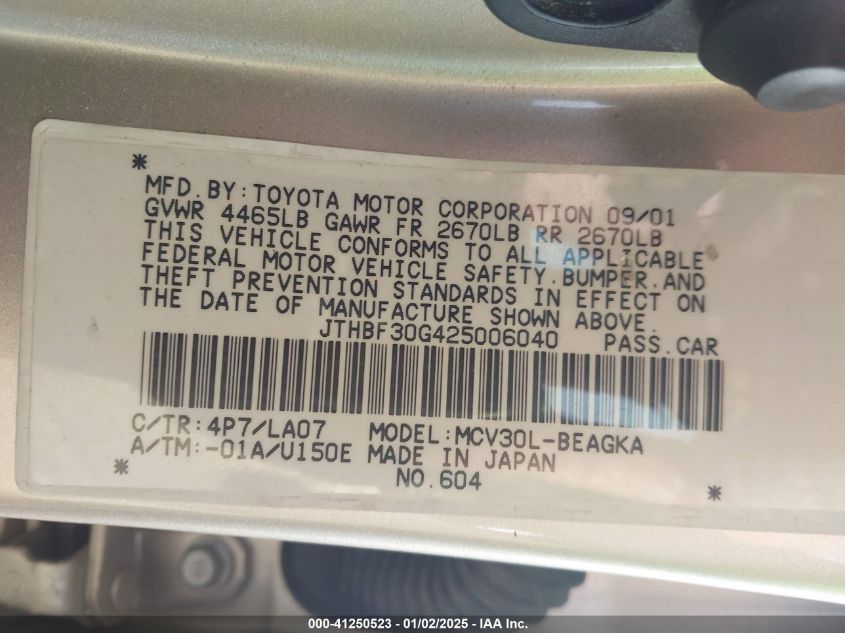 * MFD.BY:TOYOTA MOTOR CORPORATION 09/01
GVWR 4465LB GAWR FR 2670LB RR 2670LB
THIS VEHICLE CONFORMS TO ALL APPLICABLE
FEDERAL MOTOR VEHICLE SAFETY.BUMPER.AND
THEFT PREVENTION STANDARDS IN EFFECT ON
THE DATE OF MANUFACTURE SHOWN ABOVE.
JTHBF30G425006040 PASS.CAR
C/TR:4P7/LA07 MODEL:MCV30L-BEAGKA
A/TM:-01A/U150E MADE IN JAPAN
* NO.604 *
000-41250523 - 01/02/2025 - IAA Inc.